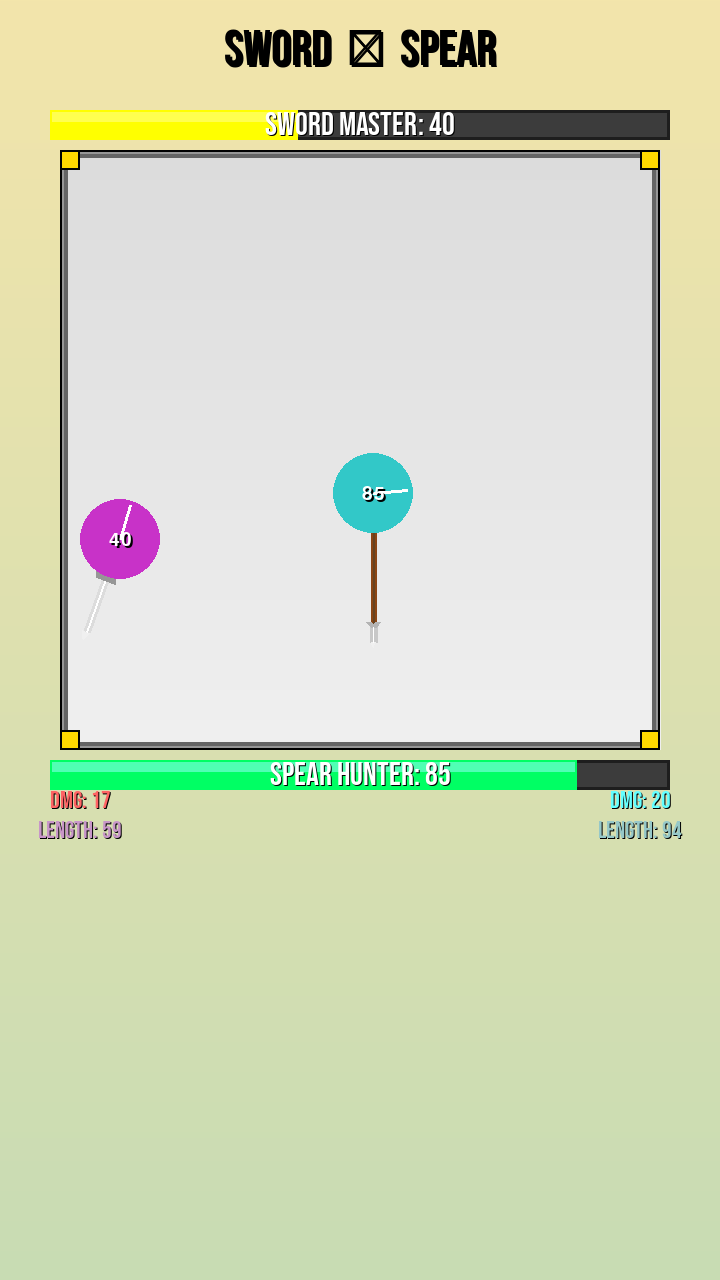 SWORD ⚔ SPEAR
SWORD MASTER: 40
85
40
SPEAR HUNTER: 85
DMG: 17
DMG: 20
LENGTH: 59
LENGTH: 94